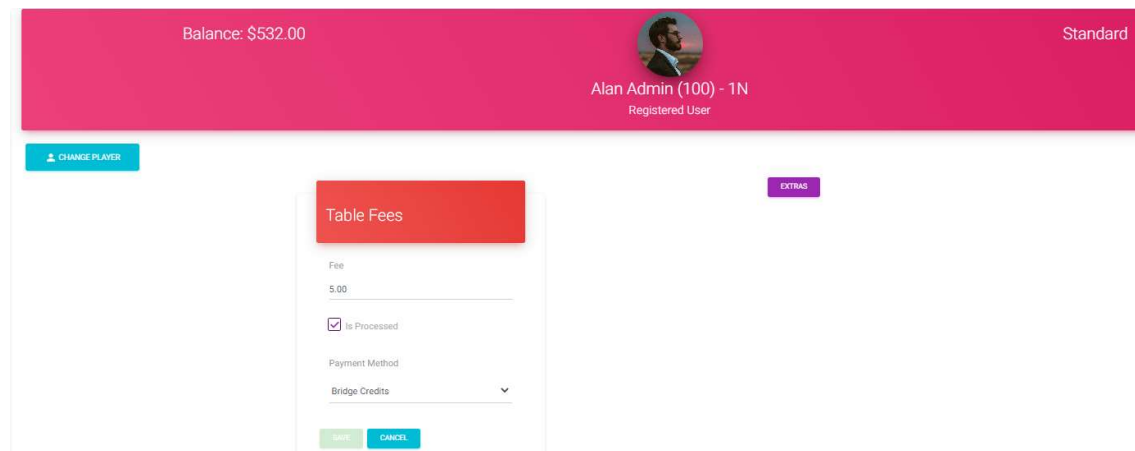 Balance: $532.00
Standard
Alan Admin (100) - 1N
Registered User
CHANGE PLAYER
EXTRAS
Table Fees
Fee
5.00
Is Processed
Payment Method
Bridge Credits
SAVE
CANCEL